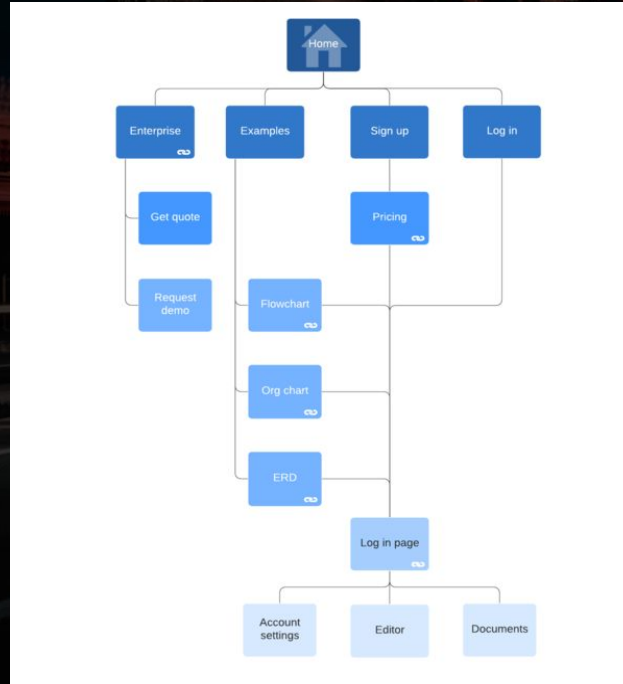 Home
Enterprise
Examples
Sign up
Log in
Get quote
Pricing
Request
demo
Flowchart
Org chart
ERD
Log in page
Account
settings
Editor
Documents